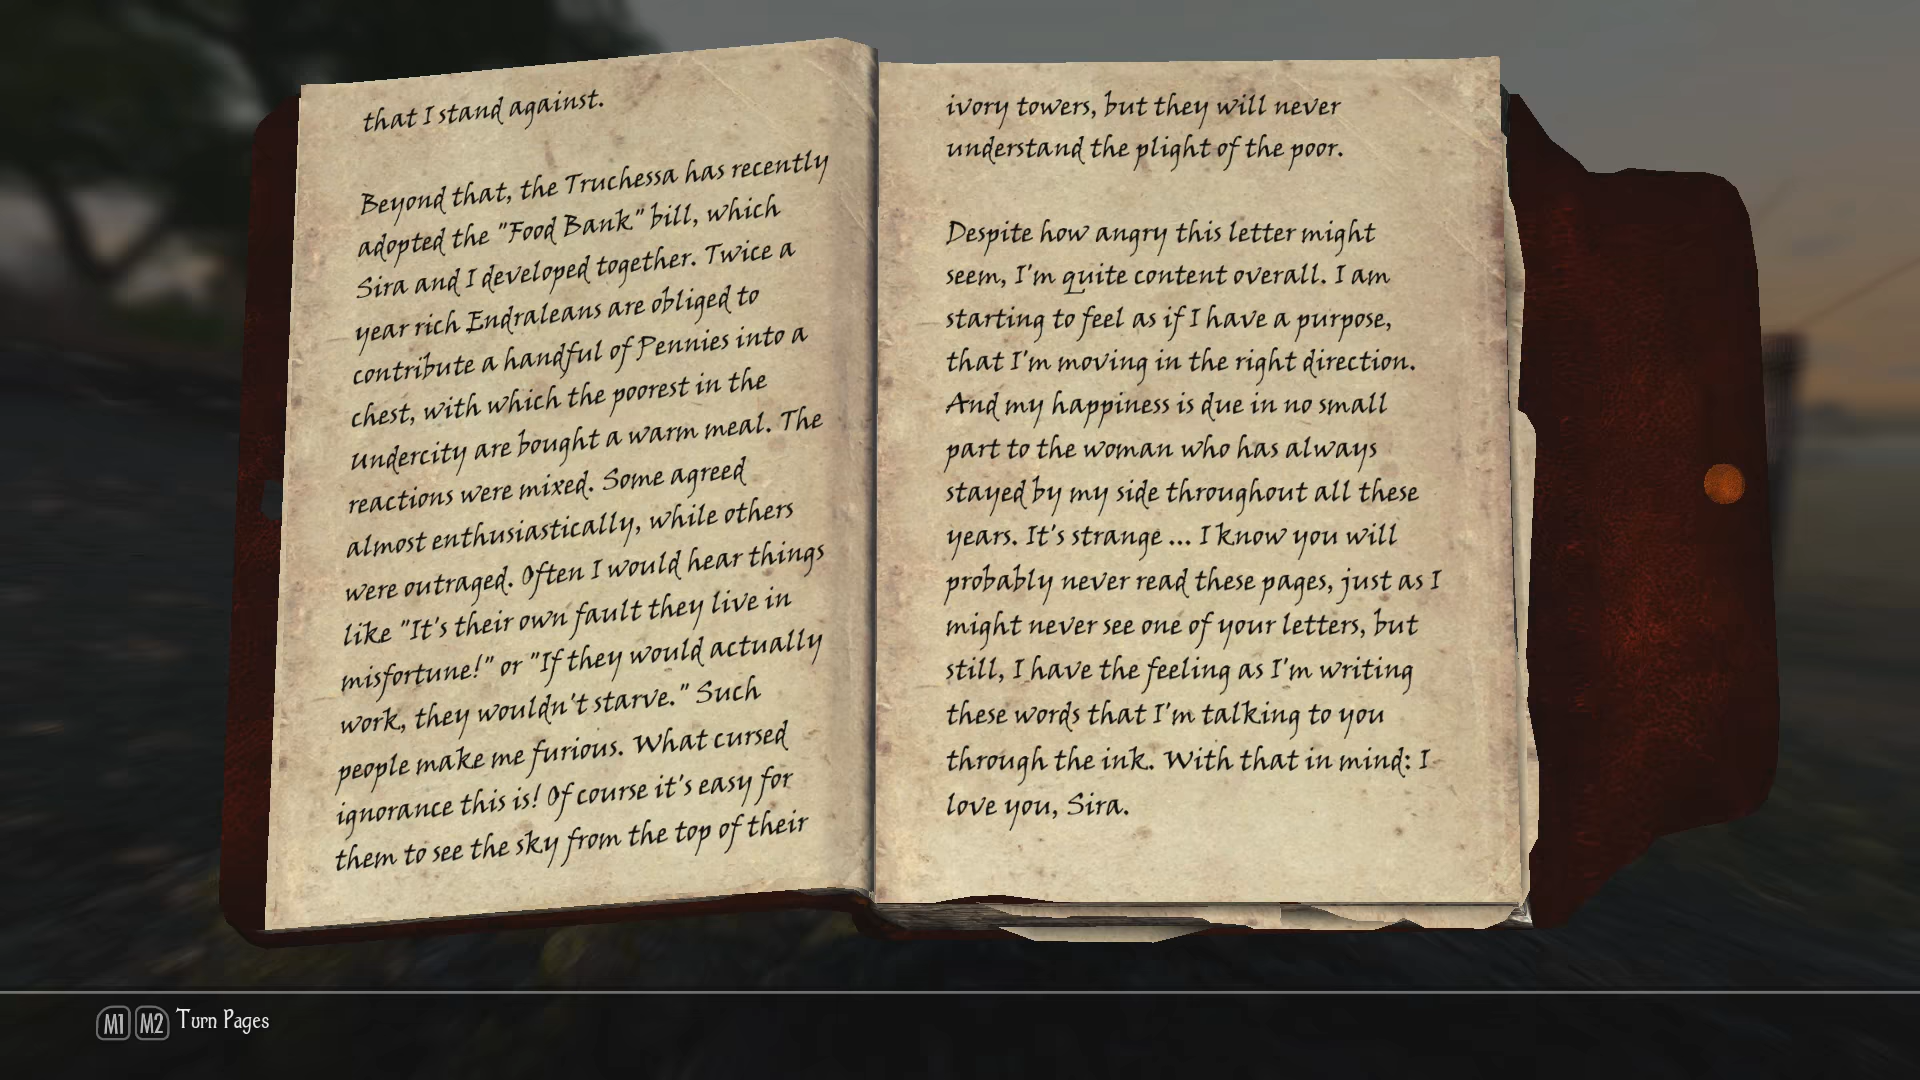 that I stand against.
Beyond that, the Truchessa has recently
adopted the "Food Bank" bill, which
Sira and I developed together. Twice a
year rich Endraleans are obliged to
contribute a handful of Pennies into a
chest, with which the poorest in the
Undercity are bought a warm meal. The
reactions were mixed. Some agreed
almost enthusiastically, while others
were outraged. Often I would hear things
like "It's their own fault they live in
misfortune!" or "If they would actually
work, they wouldn't starve." Such
people make me furious. What cursed
ignorance this is! Of course it's easy for
them to see the sky from the top of their
ivory towers, but they will never
understand the plight of the poor.
Despite how angry this letter might
seem, I'm quite content overall. I am
starting to feel as if I have a purpose,
that I'm moving in the right direction.
And my happiness is due in no small
part to the woman who has always
stayed by my side throughout all these
years. It's strange ... I know you will
probably never read these pages, just as I
might never see one of your letters, but
still, I have the feeling as I'm writing
these words that I'm talking to you
through the ink. With that in mind: I
love you, Sira.
M1 M2 Turn Pages